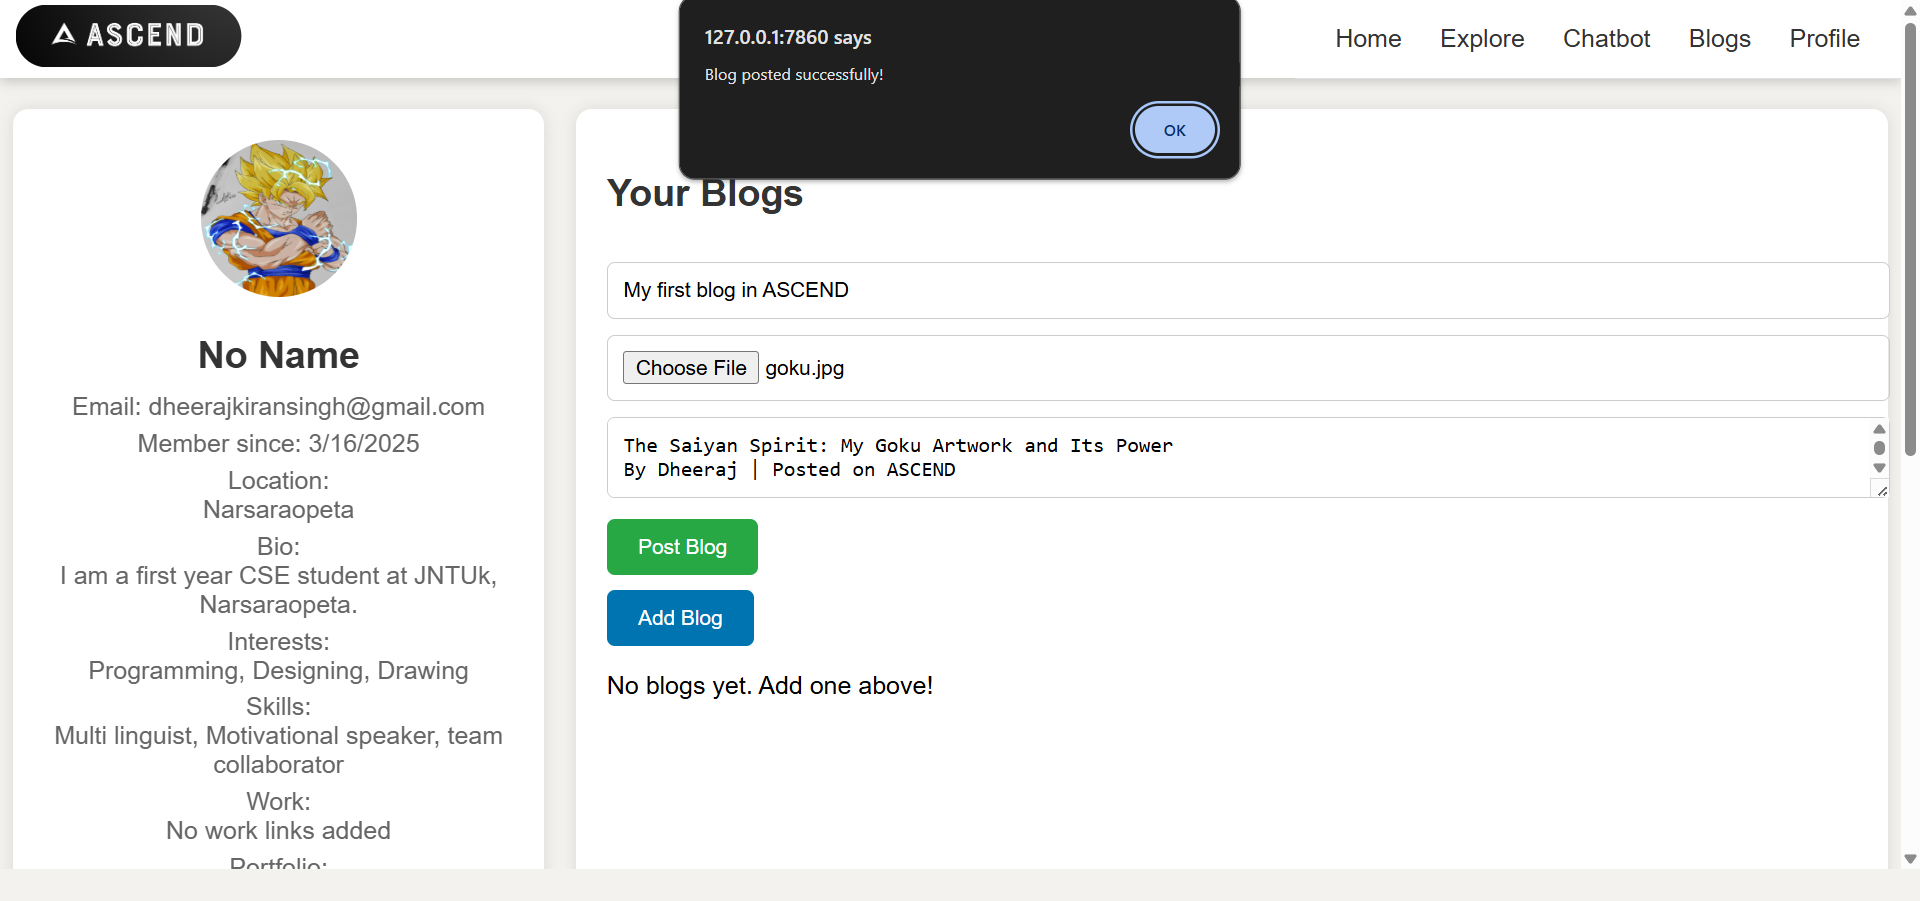 ASCEND
127.0.0.1:7860 says
Blog posted successfully!
OK
Home Explore Chatbot Blogs Profile
No Name
Email: dheerajkiransingh@gmail.com
Member since: 3/16/2025
Location:
Narsaraopeta
Bio:
I am a first year CSE student at JNTUk,
Narsaraopeta.
Interests:
Programming, Designing, Drawing
Skills:
Multi linguist, Motivational speaker, team
collaborator
Work:
No work links added
Portfolio:
Your Blogs
My first blog in ASCEND
Choose File goku.jpg
The Saiyan Spirit: My Goku Artwork and Its Power
By Dheeraj | Posted on ASCEND
Post Blog
Add Blog
No blogs yet. Add one above!